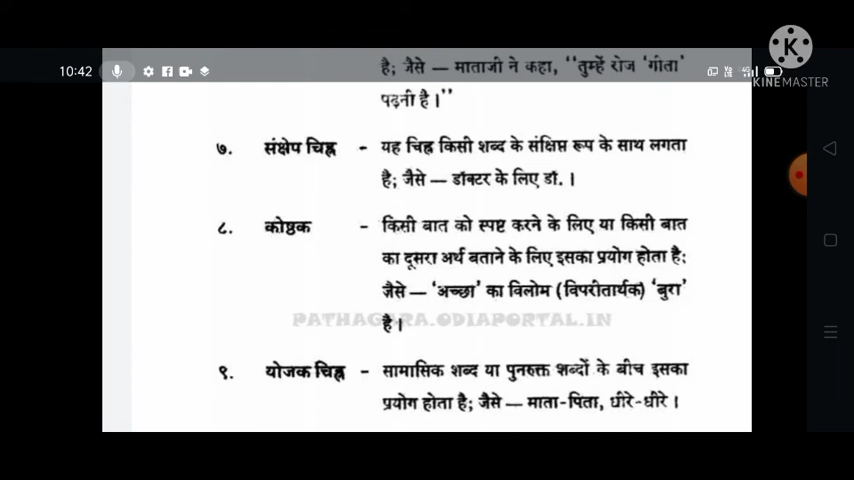 10:42
KINEMASTER
है; जैसे — माताजी ने कहा, “तुम्हें रोज ‘गीता’
पढ़नी है।”
७. संक्षेप चिह्न - यह चिह्न किसी शब्द के संक्षिप्त रूप के साथ लगता
है; जैसे — डॉक्टर के लिए डॉ.।
८. कोष्ठक - किसी बात को स्पष्ट करने के लिए या किसी बात
का दूसरा अर्थ बताने के लिए इसका प्रयोग होता है;
जैसे — ‘अच्छा’ का विलोम (विपरीतार्थक) ‘बुरा’
PATHAGARA.ODIAPORTAL.IN
है।
९. योजक चिह्न - सामासिक शब्द या पुनरुक्त शब्दों के बीच इसका
प्रयोग होता है; जैसे — माता-पिता, धीरे-धीरे।